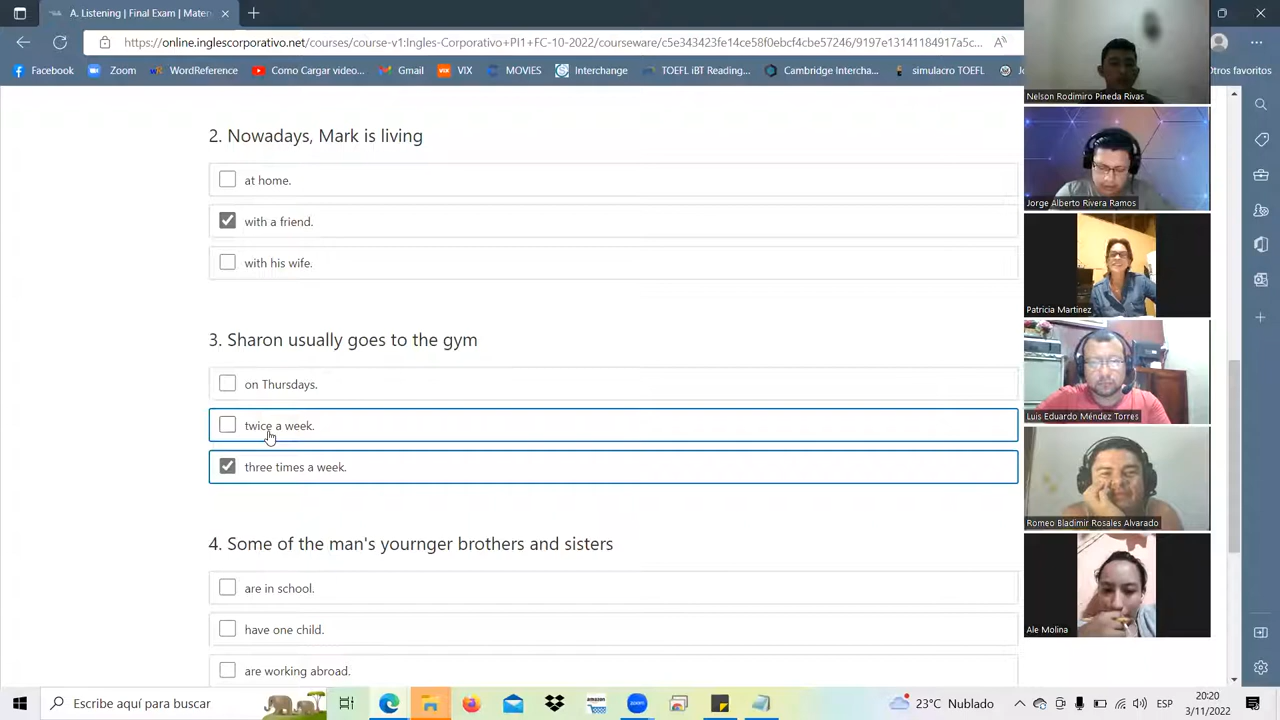 A. Listening | Final Exam | Mater
https://online.inglescorporativo.net/courses/course-v1:Ingles-Corporativo+PI1+FC-10-2022/courseware/c5e343423fe14ce58f0ebcf4cbe57246/9197e13141184917a5c...
Facebook
Zoom
WordReference
Como Cargar video...
Gmail
VIX
MOVIES
Interchange
TOEFL iBT Reading...
Cambridge Intercha...
simulacro TOEFL
Otros favoritos
2. Nowadays, Mark is living
at home.
with a friend.
with his wife.
3. Sharon usually goes to the gym
on Thursdays.
twice a week.
three times a week.
4. Some of the man's yournger brothers and sisters
are in school.
have one child.
are working abroad.
Nelson Rodimiro Pineda Rivas
Jorge Alberto Rivera Ramos
Patricia Martinez
Luis Eduardo Méndez Torres
Romeo Bladimir Rosales Alvarado
Ale Molina
Escribe aquí para buscar
amazon
zoom
23°C Nublado
ESP
20:20
3/11/2022